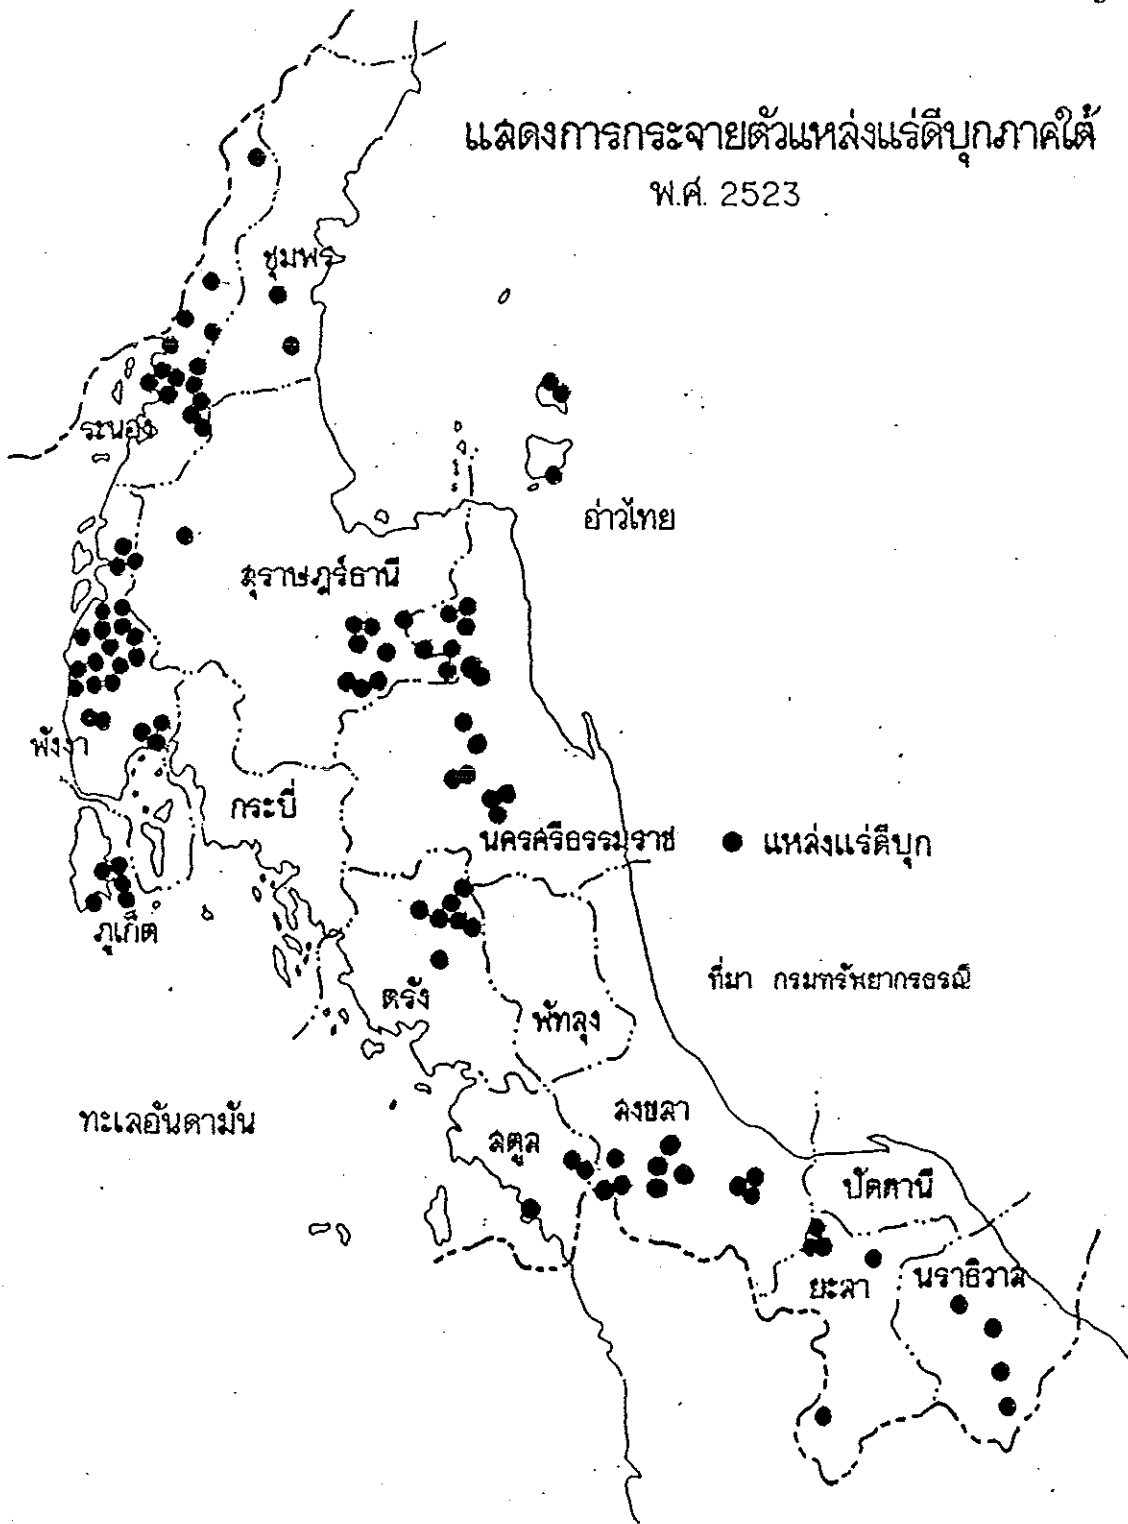 แสดงการกระจายตัวแหล่งแร่ดีบุกภาคใต้
พ.ศ. 2523
ชุมพร
ระนอง
อ่าวไทย
สุราษฎร์ธานี
พังงา
กระบี่
นครศรีธรรมราช
แหล่งแร่ดีบุก
ภูเก็ต
ที่มา กรมทรัพยากรธรณี
ตรัง
พัทลุง
ทะเลอันดามัน
สงขลา
สตูล
ปัตตานี
ยะลา
นราธิวาส